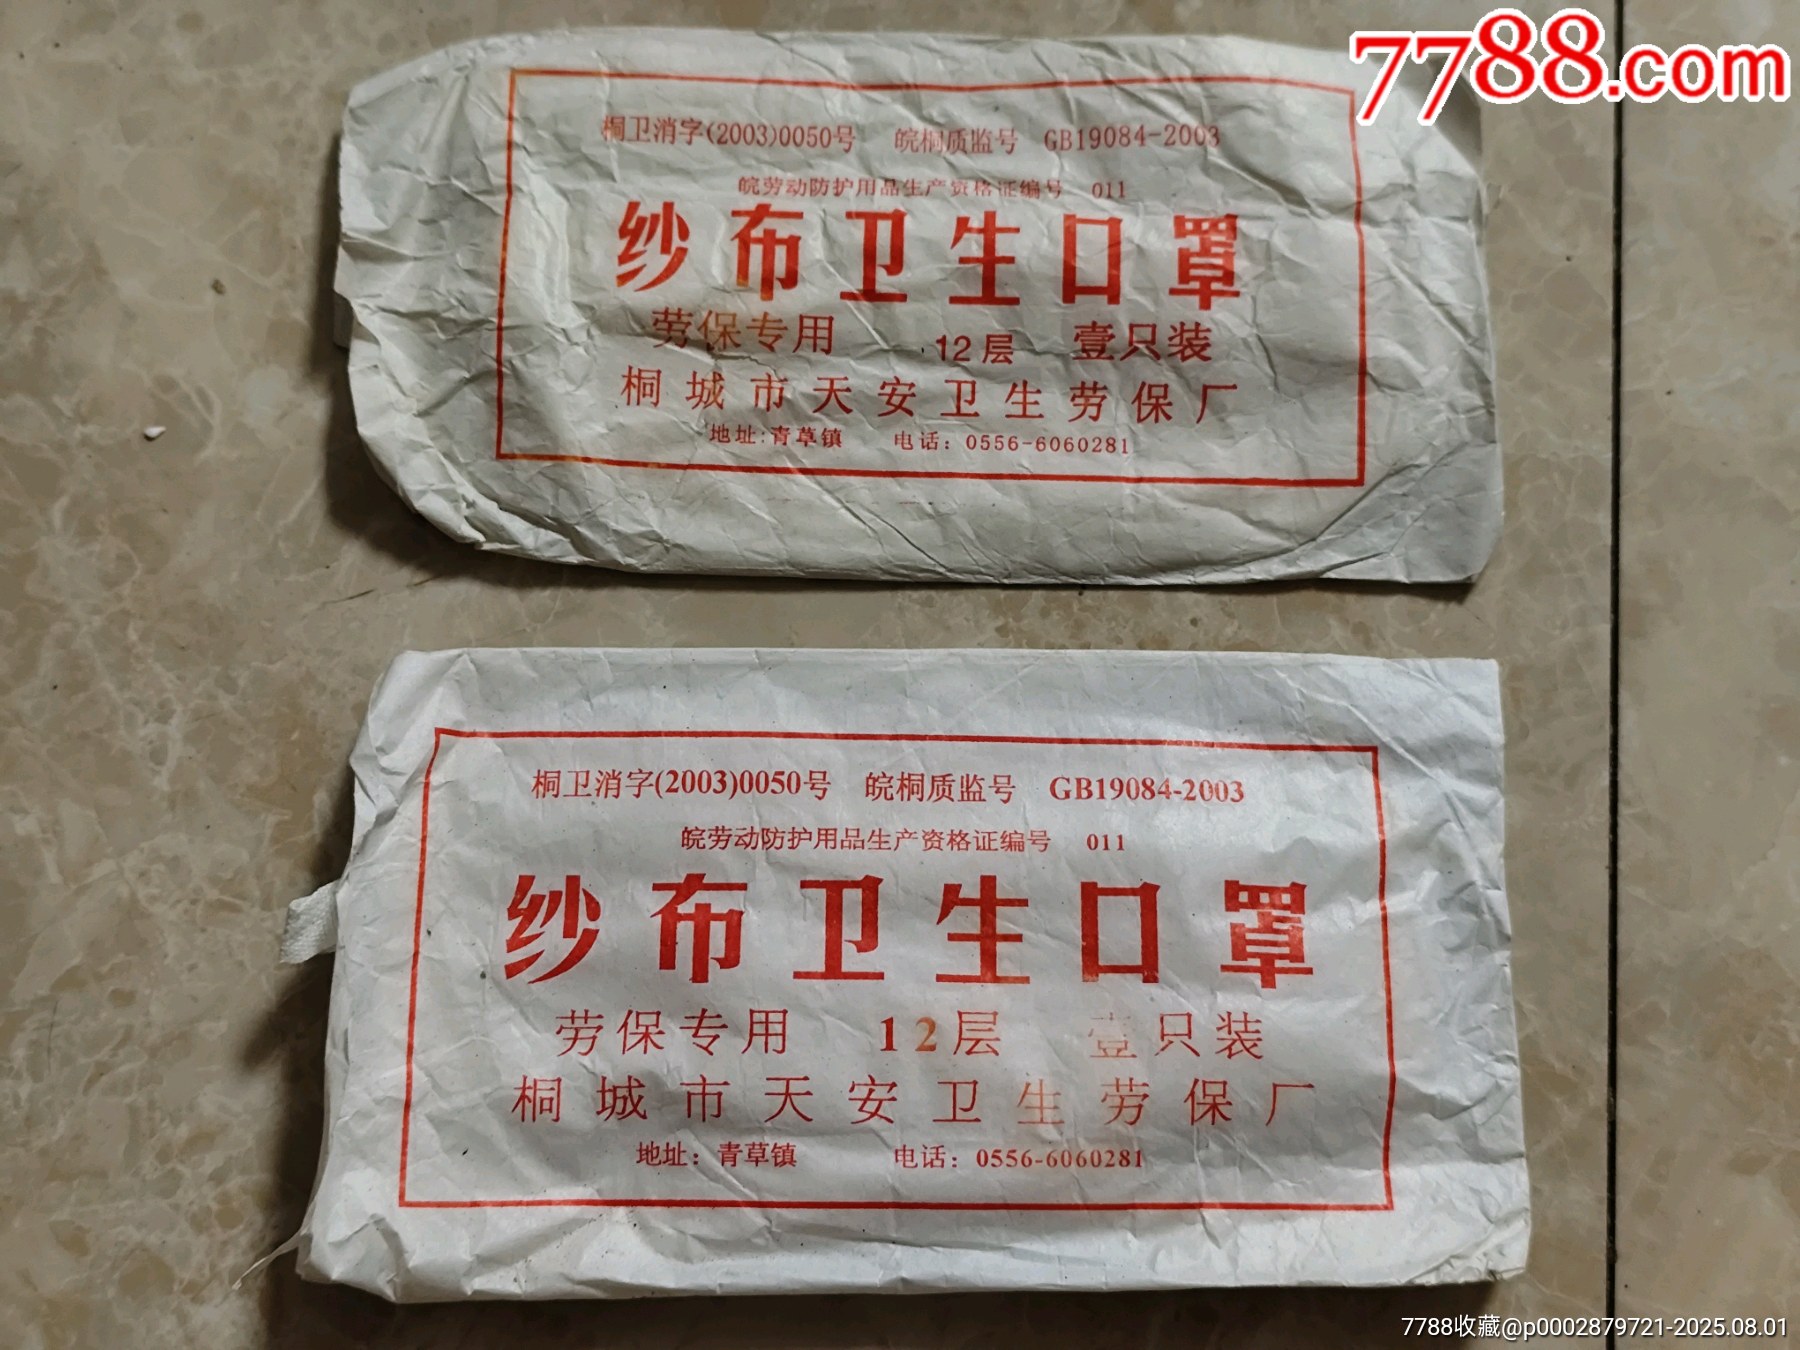 7788.com
桐卫消字(2003)0050号 皖桐质监号 GB19084-2003
皖劳动防护用品生产资格证编号 011
纱布卫生口罩
劳保专用 12层 壹只装
桐城市天安卫生劳保厂
地址:青草镇 电话：0556-6060281
桐卫消字(2003)0050号 皖桐质监号 GB19084-2003
皖劳动防护用品生产资格证编号 011
纱布卫生口罩
劳保专用 12层 壹只装
桐城市天安卫生劳保厂
地址：青草镇 电话：0556-6060281
7788收藏@p0002879721-2025.08.01